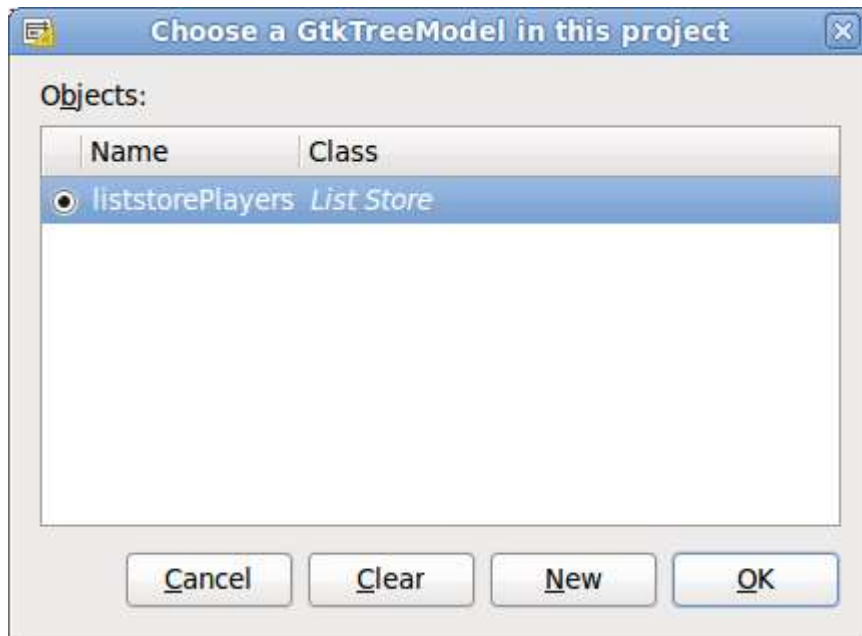 Choose a GtkTreeModel in this project
Objects:
Name Class
liststorePlayers List Store
Cancel Clear New OK